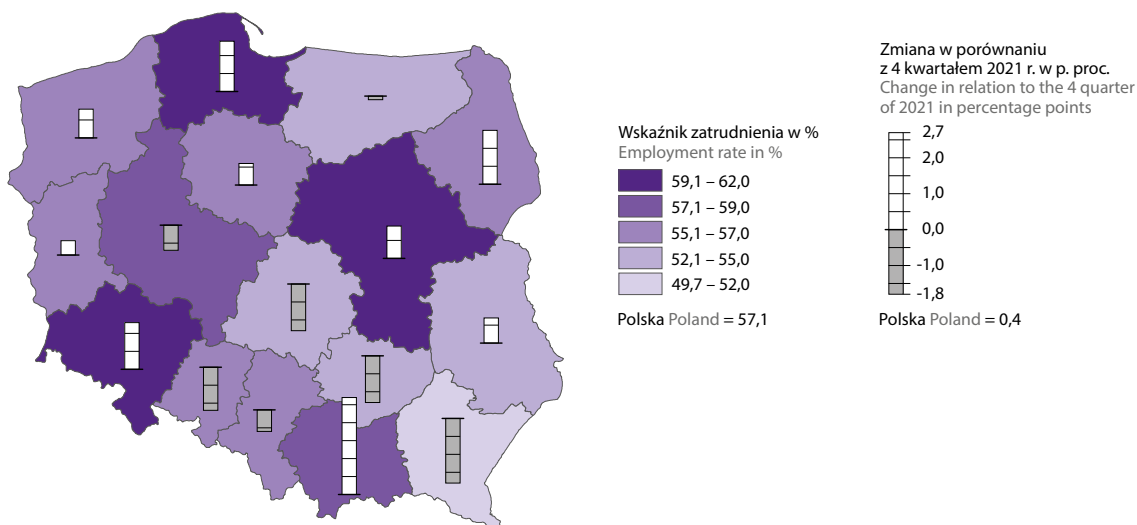 Wskaźnik zatrudnienia w %
Employment rate in %
59,1 – 62,0
57,1 – 59,0
55,1 – 57,0
52,1 – 55,0
49,7 – 52,0
Polska Poland = 57,1
Zmiana w porównaniu
z 4 kwartałem 2021 r. w p. proc.
Change in relation to the 4 quarter
of 2021 in percentage points
2,7
2,0
1,0
0,0
-1,0
-1,8
Polska Poland = 0,4